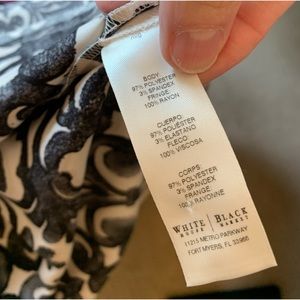 BODY:
97% POLYESTER
3% SPANDEX
FRINGE:
100% RAYON
CUERPO:
97% POLIÉSTER
3% ELASTANO
FLECO:
100% VISCOSA
CORPS:
97% POLYESTER
3% SPANDEX
FRANGE:
100% RAYONNE
WHITE | BLACK
HOUSE | MARKET
11215 METRO PARKWAY
FORT MYERS, FL 33966